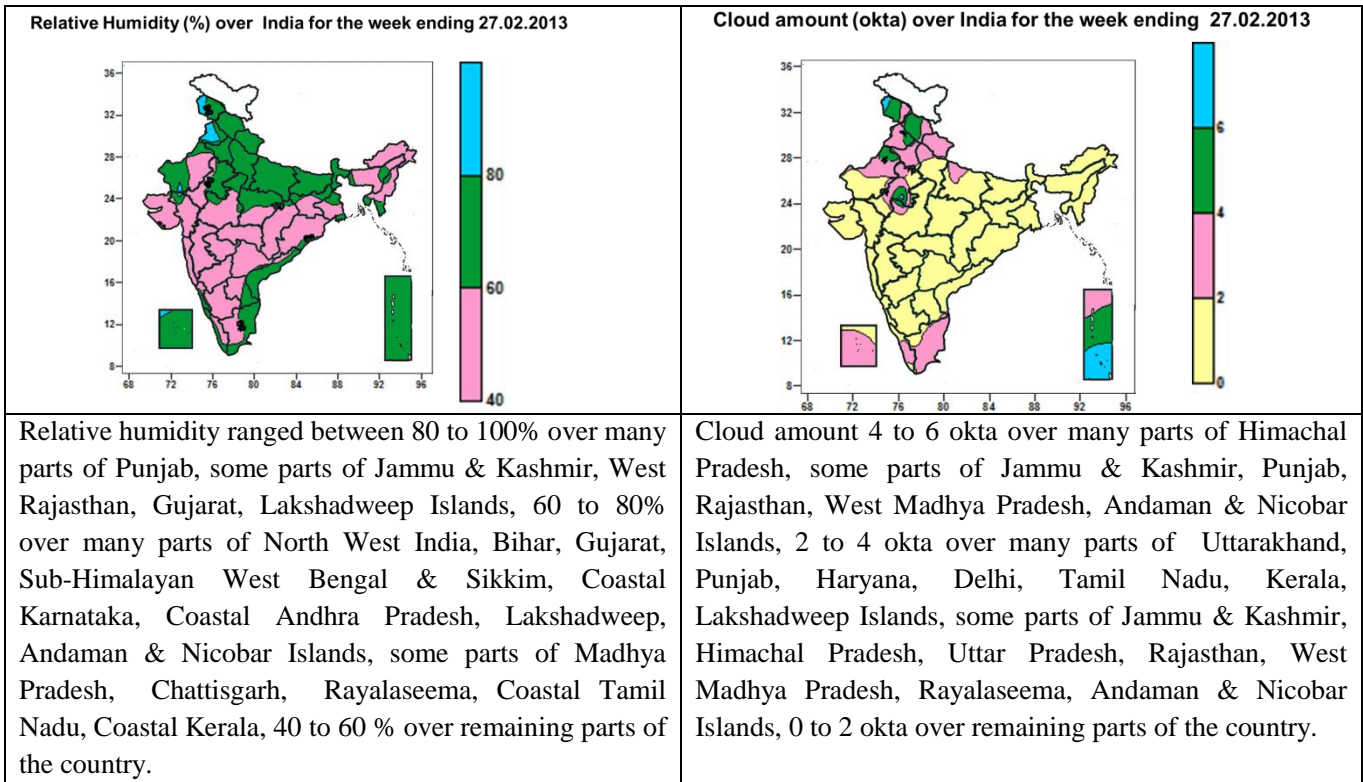 Relative Humidity (%) over India for the week ending 27.02.2013
36
32
28
24
20
16
12
8
68 72 76 80 84 88 92 96
80
60
40
Cloud amount (okta) over India for the week ending 27.02.2013
36
32
28
24
20
16
12
8
68 72 76 80 84 88 92 96
6
4
2
0
Relative humidity ranged between 80 to 100% over many
parts of Punjab, some parts of Jammu & Kashmir, West
Rajasthan, Gujarat, Lakshadweep Islands, 60 to 80%
over many parts of North West India, Bihar, Gujarat,
Sub-Himalayan West Bengal & Sikkim, Coastal
Karnataka, Coastal Andhra Pradesh, Lakshadweep,
Andaman & Nicobar Islands, some parts of Madhya
Pradesh, Chattisgarh, Rayalaseema, Coastal Tamil
Nadu, Coastal Kerala, 40 to 60 % over remaining parts of
the country.
Cloud amount 4 to 6 okta over many parts of Himachal
Pradesh, some parts of Jammu & Kashmir, Punjab,
Rajasthan, West Madhya Pradesh, Andaman & Nicobar
Islands, 2 to 4 okta over many parts of Uttarakhand,
Punjab, Haryana, Delhi, Tamil Nadu, Kerala,
Lakshadweep Islands, some parts of Jammu & Kashmir,
Himachal Pradesh, Uttar Pradesh, Rajasthan, West
Madhya Pradesh, Rayalaseema, Andaman & Nicobar
Islands, 0 to 2 okta over remaining parts of the country.